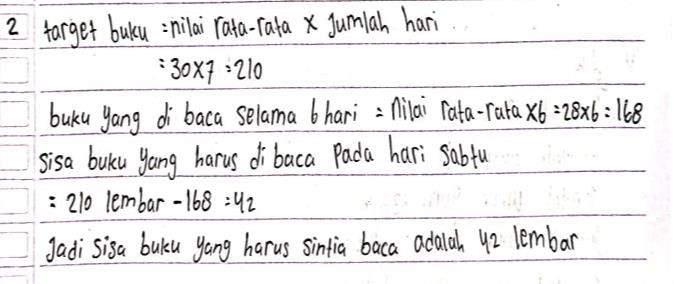 2 target buku = nilai rata-rata x Jumlah hari
= 30x7 = 210
buku yang di baca selama 6 hari = Nilai rata-rata x6 = 28x6 = 168
Sisa buku yang harus di baca Pada hari Sabtu
= 210 lembar -168 = 42
Jadi Sisa buku yang harus Sintia baca adalah 42 lembar